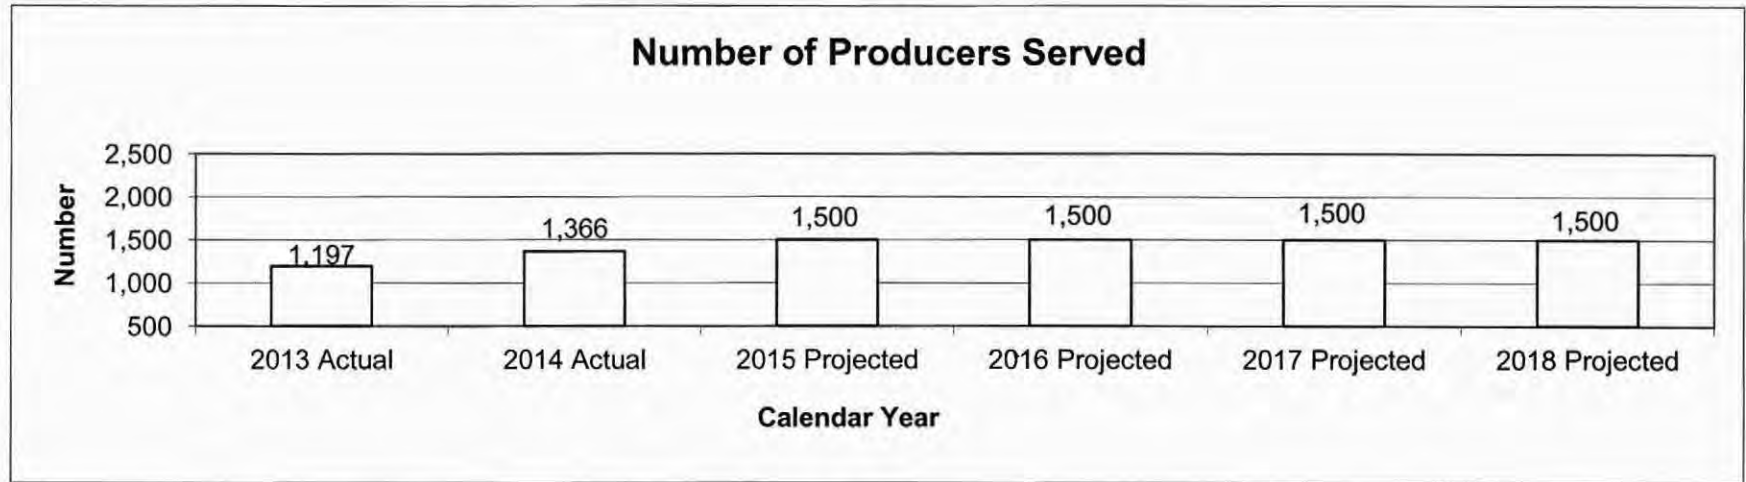 Number of Producers Served
2,500
2,000
1,500
1,000
500
Number
1,197
1,366
1,500
1,500
1,500
1,500
2013 Actual
2014 Actual
2015 Projected
2016 Projected
2017 Projected
2018 Projected
Calendar Year